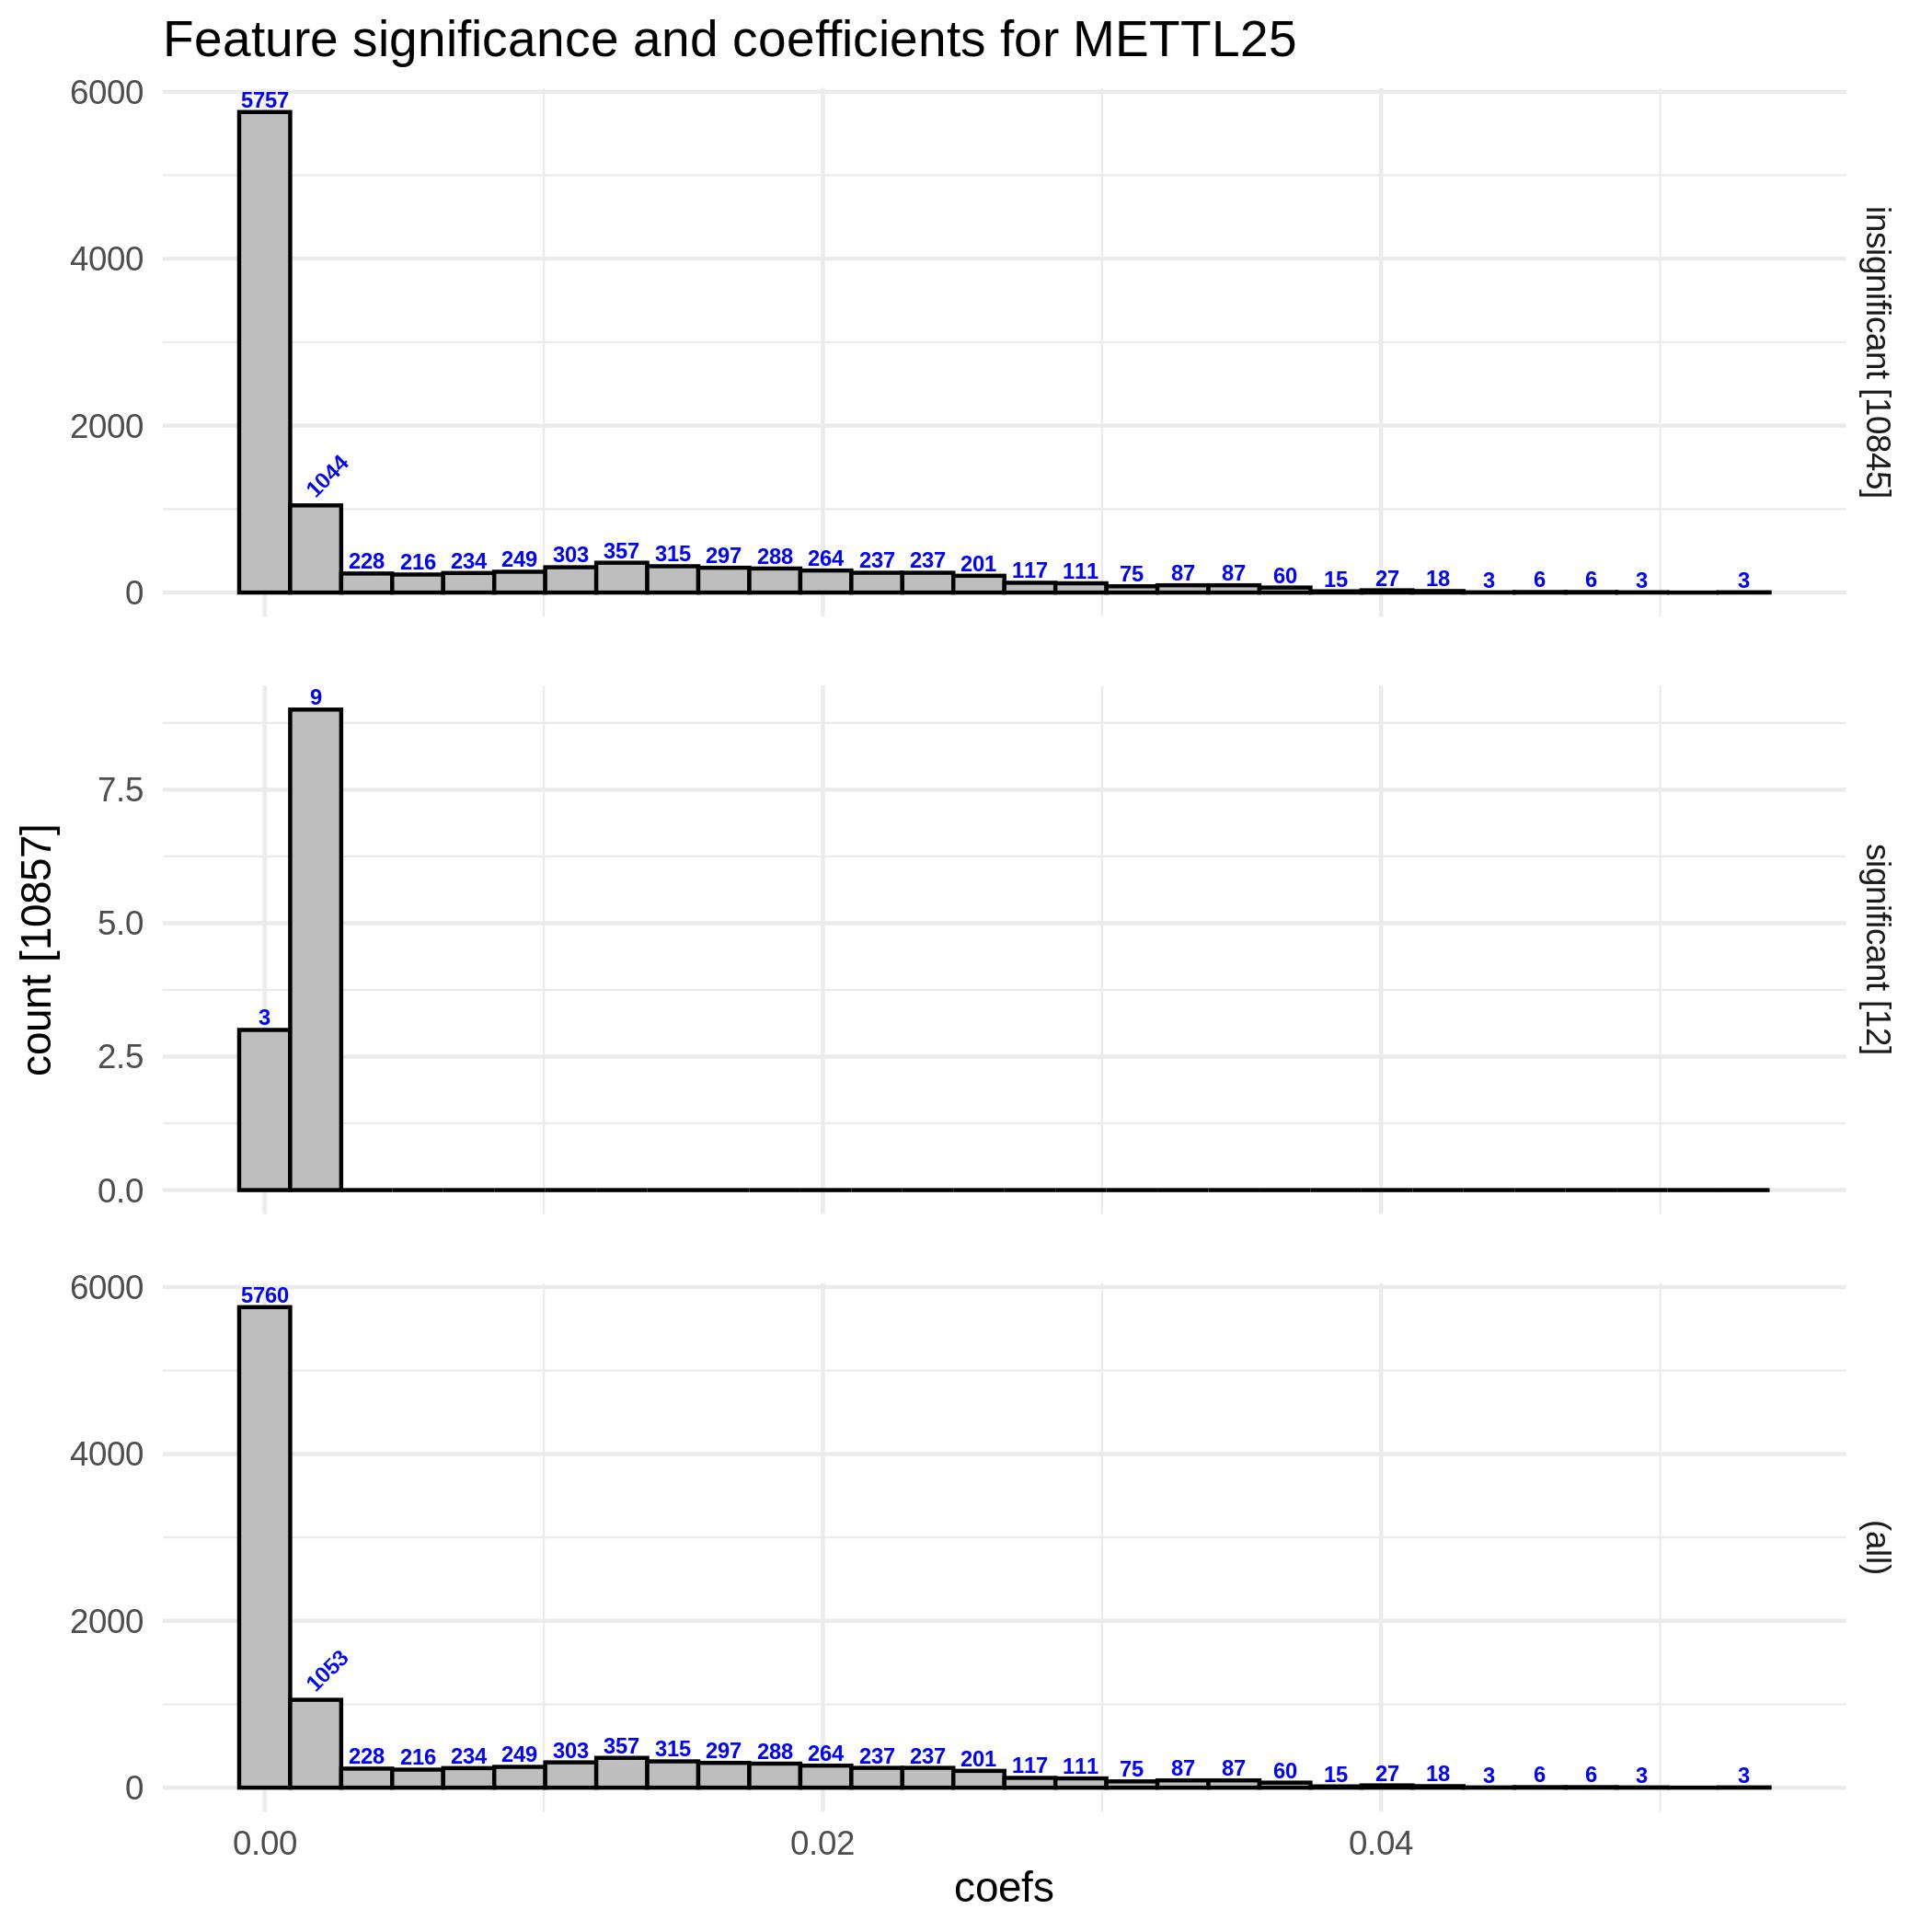 Feature significance and coefficients for METTL25
count [10857]
6000
4000
2000
0
5757
1044
228 216 234 249 303 357 315 297 288 264 237 237 201 117 111 75 87 87 60 15 27 18 3 6 6 3 3
insignificant [10845]
7.5
5.0
2.5
0.0
3
9
significant [12]
6000
4000
2000
0
5760
1053
228 216 234 249 303 357 315 297 288 264 237 237 201 117 111 75 87 87 60 15 27 18 3 6 6 3 3
(all)
0.00 0.02 0.04
coefs